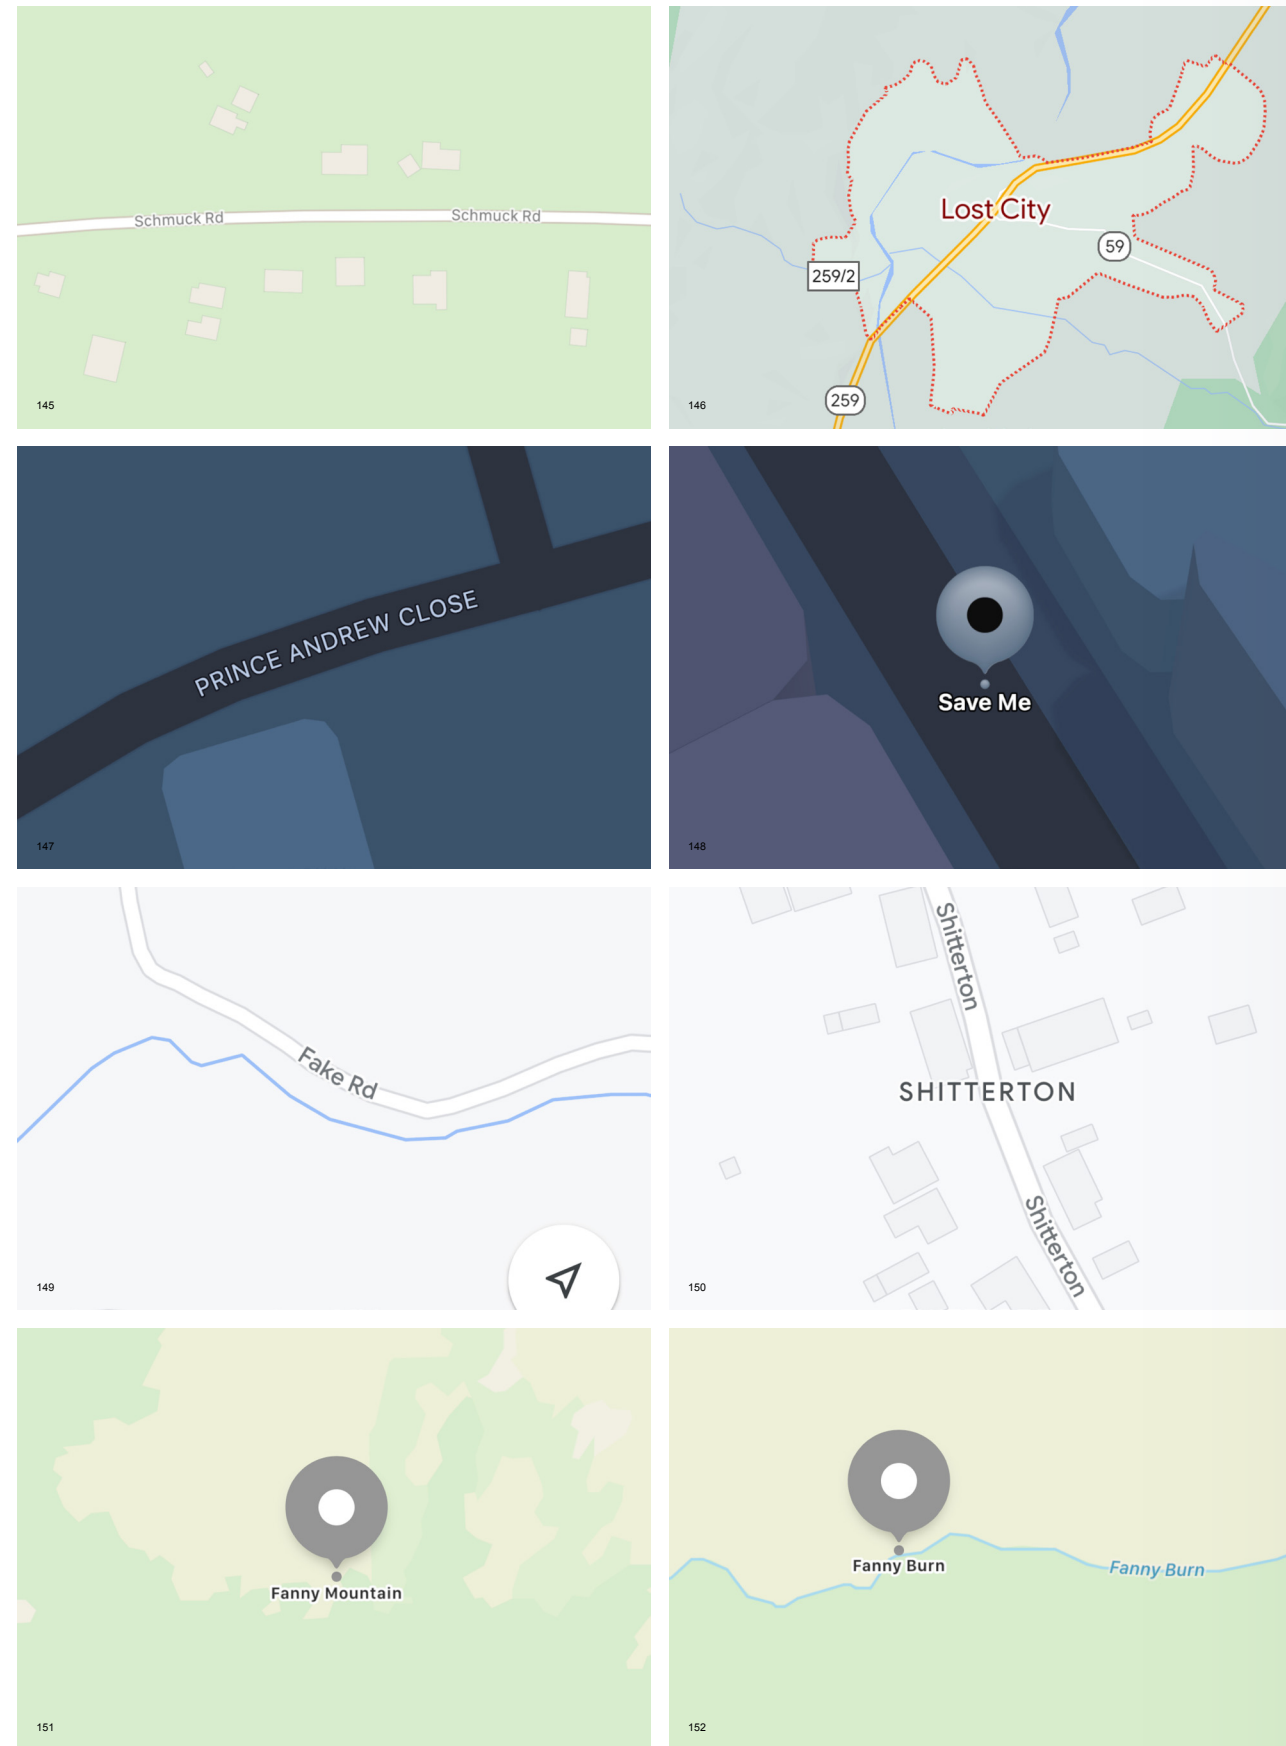 Schmuck Rd
Schmuck Rd
145
Lost City
59
259/2
259
146
PRINCE ANDREW CLOSE
147
Save Me
148
Fake Rd
149
Shitterton
SHITTERTON
Shitterton
150
Fanny Mountain
151
Fanny Burn
Fanny Burn
152